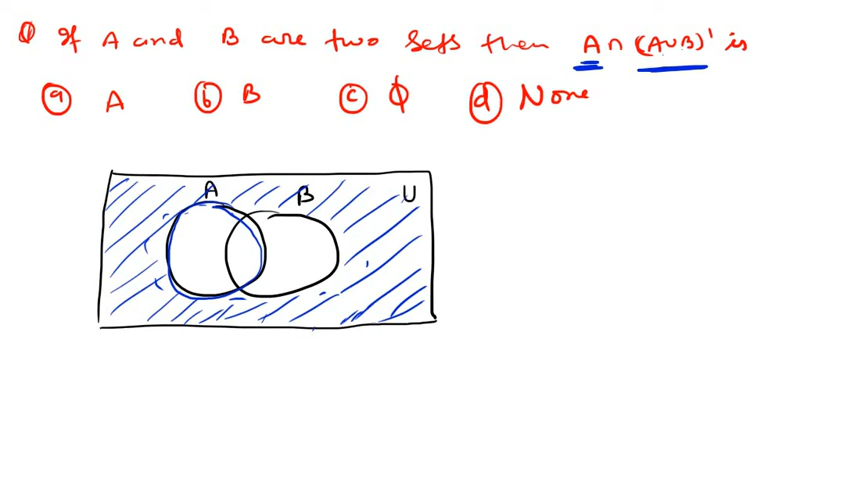 Q If A and B are two sets then A ∩ (A∪B)' is
ⓐ A ⓑ B ⓒ ϕ ⓓ None
A B U